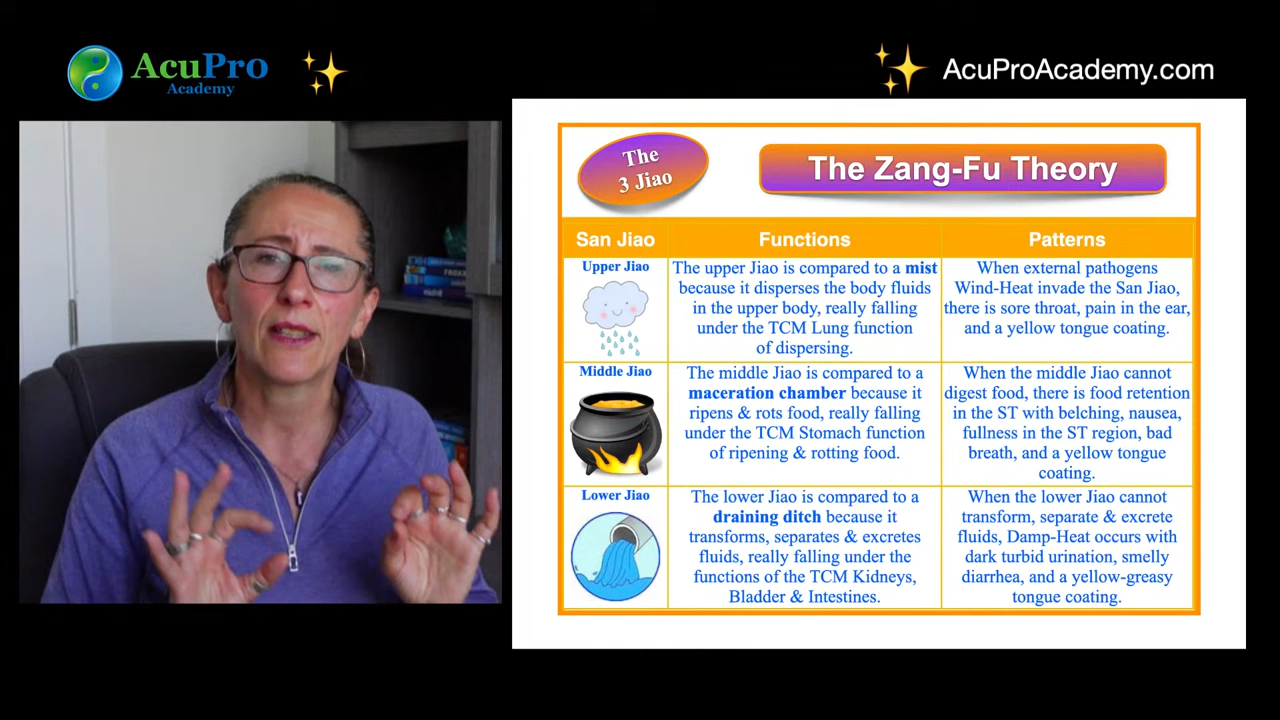 AcuPro
Academy
AcuProAcademy.com
The
3 Jiao
The Zang-Fu Theory
San Jiao
Functions
Patterns
Upper Jiao
The upper Jiao is compared to a mist
because it disperses the body fluids
in the upper body, really falling
under the TCM Lung function
of dispersing.
When external pathogens
Wind-Heat invade the San Jiao,
there is sore throat, pain in the ear,
and a yellow tongue coating.
Middle Jiao
The middle Jiao is compared to a
maceration chamber because it
ripens & rots food, really falling
under the TCM Stomach function
of ripening & rotting food.
When the middle Jiao cannot
digest food, there is food retention
in the ST with belching, nausea,
fullness in the ST region, bad
breath, and a yellow tongue
coating.
Lower Jiao
The lower Jiao is compared to a
draining ditch because it
transforms, separates & excretes
fluids, really falling under the
functions of the TCM Kidneys,
Bladder & Intestines.
When the lower Jiao cannot
transform, separate & excrete
fluids, Damp-Heat occurs with
dark turbid urination, smelly
diarrhea, and a yellow-greasy
tongue coating.